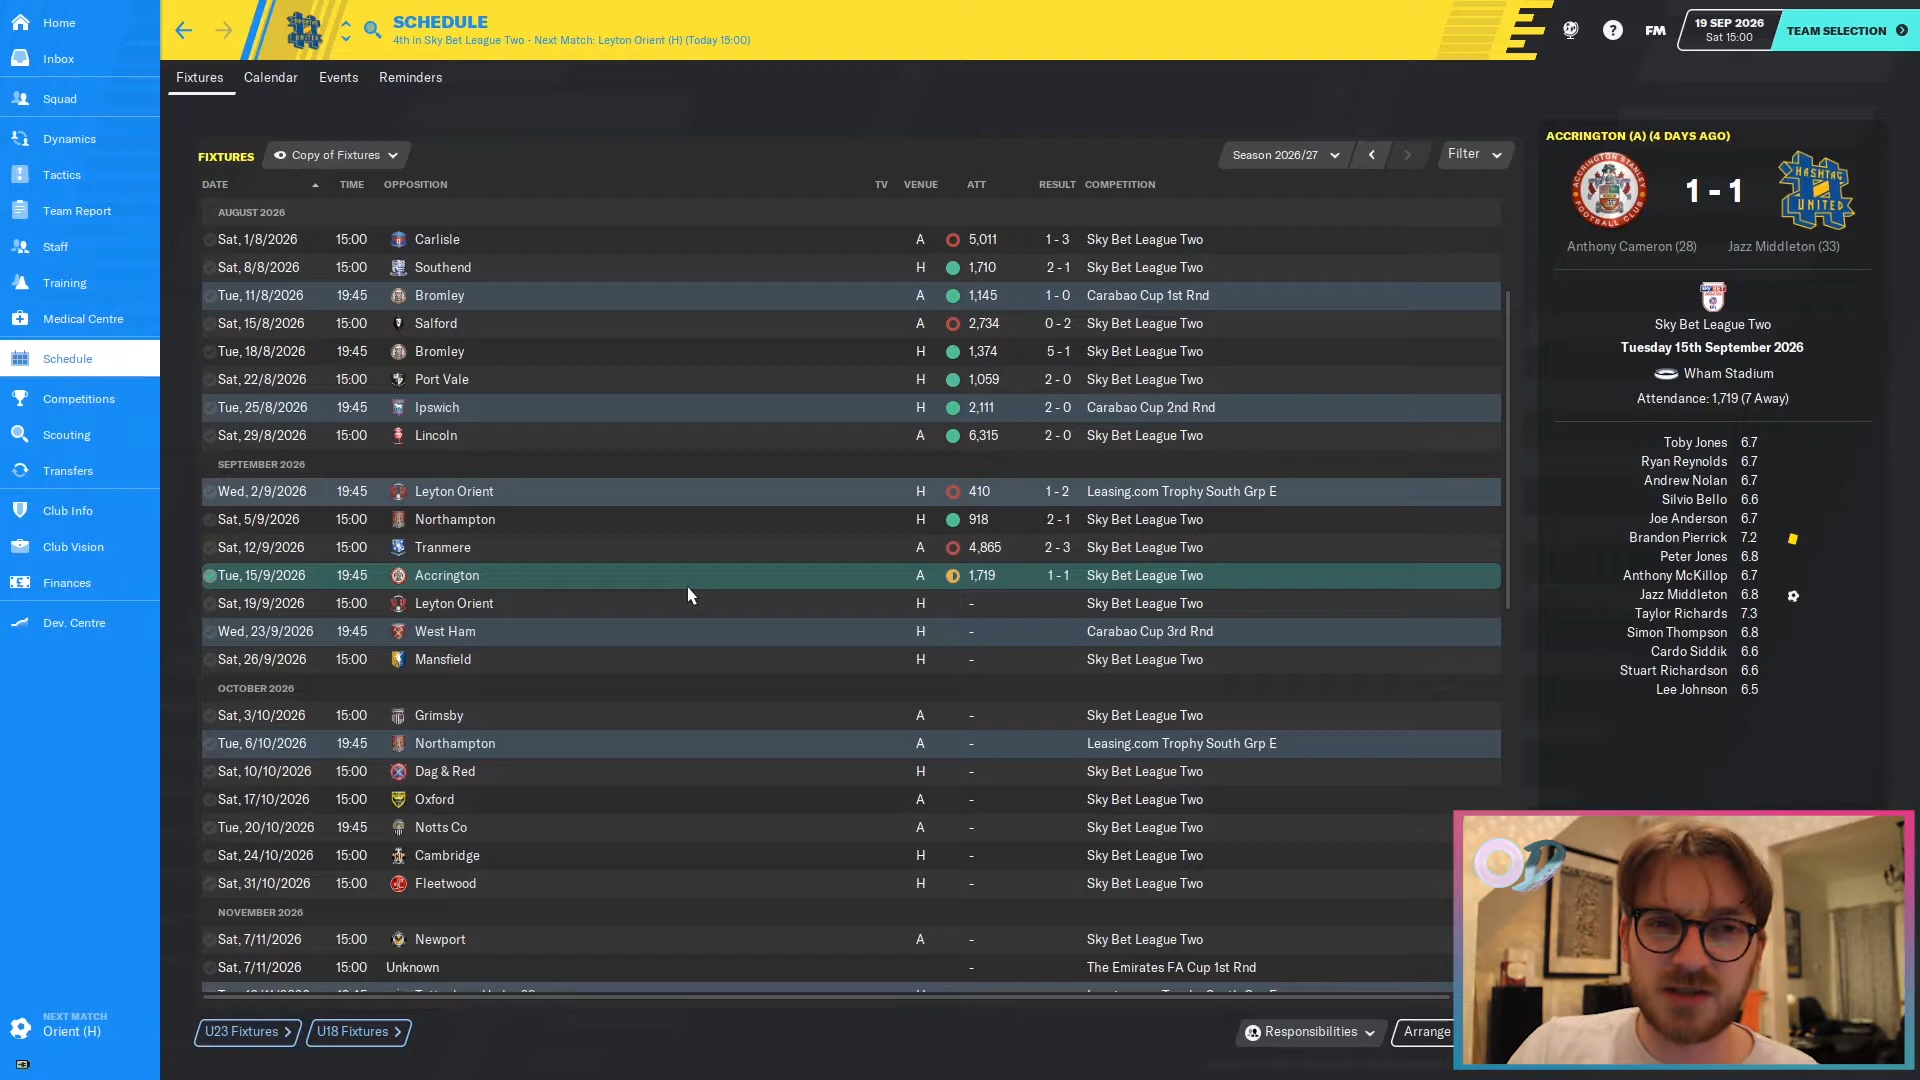 Home
Inbox
Squad
Dynamics
Tactics
Team Report
Staff
Training
Medical Centre
Schedule
Competitions
Scouting
Transfers
Club Info
Club Vision
Finances
Dev. Centre
NEXT MATCH
Orient (H)
SCHEDULE
4th in Sky Bet League Two - Next Match: Leyton Orient (H) (Today 15:00)
FM
19 SEP 2026
Sat 15:00
TEAM SELECTION
Fixtures Calendar Events Reminders
FIXTURES Copy of Fixtures Season 2026/27 Filter
DATE TIME OPPOSITION TV VENUE ATT RESULT COMPETITION
AUGUST 2026
Sat, 1/8/2026 15:00 Carlisle A 5,011 1 - 3 Sky Bet League Two
Sat, 8/8/2026 15:00 Southend H 1,710 2 - 1 Sky Bet League Two
Tue, 11/8/2026 19:45 Bromley A 1,145 1 - 0 Carabao Cup 1st Rnd
Sat, 15/8/2026 15:00 Salford A 2,734 0 - 2 Sky Bet League Two
Tue, 18/8/2026 19:45 Bromley H 1,374 5 - 1 Sky Bet League Two
Sat, 22/8/2026 15:00 Port Vale H 1,059 2 - 0 Sky Bet League Two
Tue, 25/8/2026 19:45 Ipswich H 2,111 2 - 0 Carabao Cup 2nd Rnd
Sat, 29/8/2026 15:00 Lincoln A 6,315 2 - 0 Sky Bet League Two
SEPTEMBER 2026
Wed, 2/9/2026 19:45 Leyton Orient H 410 1 - 2 Leasing.com Trophy South Grp E
Sat, 5/9/2026 15:00 Northampton H 918 2 - 1 Sky Bet League Two
Sat, 12/9/2026 15:00 Tranmere A 4,865 2 - 3 Sky Bet League Two
Tue, 15/9/2026 19:45 Accrington A 1,719 1 - 1 Sky Bet League Two
Sat, 19/9/2026 15:00 Leyton Orient H - Sky Bet League Two
Wed, 23/9/2026 19:45 West Ham H - Carabao Cup 3rd Rnd
Sat, 26/9/2026 15:00 Mansfield H - Sky Bet League Two
OCTOBER 2026
Sat, 3/10/2026 15:00 Grimsby A - Sky Bet League Two
Tue, 6/10/2026 19:45 Northampton A - Leasing.com Trophy South Grp E
Sat, 10/10/2026 15:00 Dag & Red H - Sky Bet League Two
Sat, 17/10/2026 15:00 Oxford A - Sky Bet League Two
Tue, 20/10/2026 19:45 Notts Co A - Sky Bet League Two
Sat, 24/10/2026 15:00 Cambridge H - Sky Bet League Two
Sat, 31/10/2026 15:00 Fleetwood H - Sky Bet League Two
NOVEMBER 2026
Sat, 7/11/2026 15:00 Newport A - Sky Bet League Two
Sat, 7/11/2026 15:00 Unknown - The Emirates FA Cup 1st Rnd
U23 Fixtures U18 Fixtures Responsibilities Arrange
ACCRINGTON (A) (4 DAYS AGO)
ACCRINGTON STANLEY
FOOTBALL CLUB
1 - 1
HASHTAG
UNITED
Anthony Cameron (28) Jazz Middleton (33)
Sky Bet League Two
Tuesday 15th September 2026
Wham Stadium
Attendance: 1,719 (7 Away)
Toby Jones 6.7
Ryan Reynolds 6.7
Andrew Nolan 6.7
Silvio Bello 6.6
Joe Anderson 6.7
Brandon Pierrick 7.2
Peter Jones 6.8
Anthony McKillop 6.7
Jazz Middleton 6.8
Taylor Richards 7.3
Simon Thompson 6.8
Cardo Siddik 6.6
Stuart Richardson 6.6
Lee Johnson 6.5